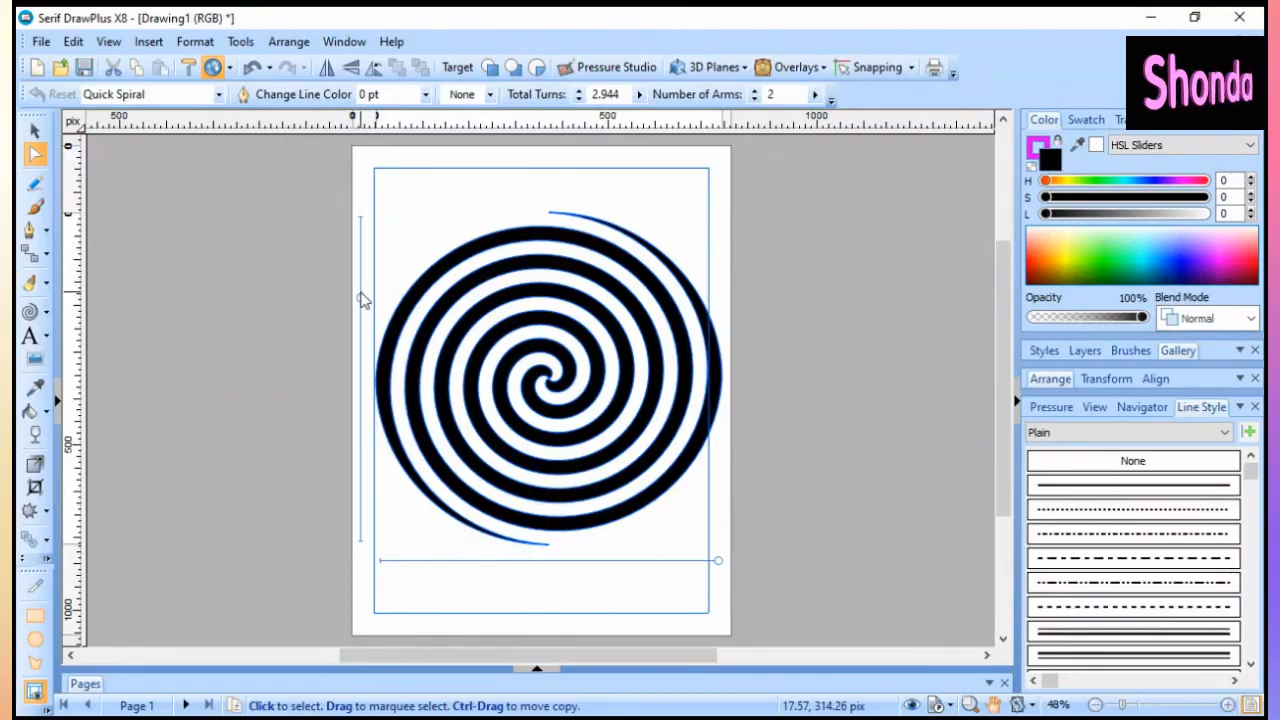 Serif DrawPlus X8 - [Drawing1 (RGB) *]
File Edit View Insert Format Tools Arrange Window Help
Shonda
Target Pressure Studio 3D Planes Overlays Snapping
Reset Quick Spiral Change Line Color 0 pt None Total Turns: 2.944 Number of Arms: 2
pix 500 0 500 1000
Color Swatch
HSL Sliders
H 0
S 0
L 0
Opacity 100% Blend Mode
Normal
Styles Layers Brushes Gallery
Arrange Transform Align
Pressure View Navigator Line Style
Plain
None
0
500
1000
Pages
Page 1 Click to select. Drag to marquee select. Ctrl-Drag to move copy. 17.57, 314.26 pix 48%